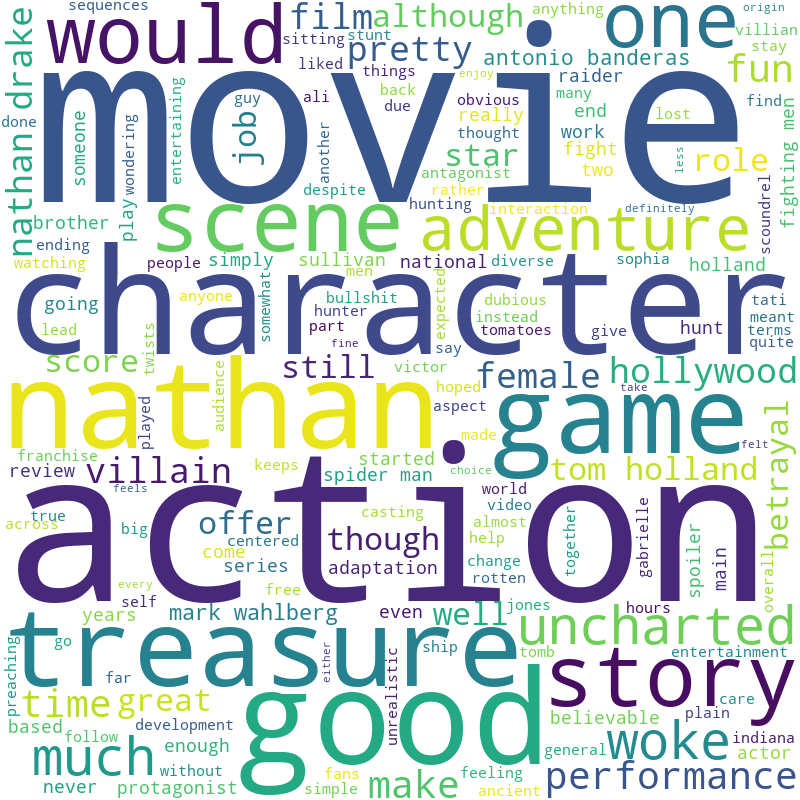 sequences
would
film
although
anything
origin
one
villian
stay
sitting
stunt
liked
things
pretty
antonio banderas
fun
nathan drake
movie
raider
enjoy
done
someone
wondering
entertaining
guy
ali
back
due
obvious
many
end
find
job
another
really
thought
work
lost
star
fight
two
role
less
fighting men
despite
antagonist
rather
hunting
interaction
definitely
play
brother
scene
adventure
scoundrel
ending
watching
people
simply
sullivan
men
national
diverse
sophia
holland
tati
going
anyone
somewhat
bullshit
hunter
part
expected
dubious
instead
tomatoes
give
hunt
meant
terms
quite
character
lead
twists
fine
say
score
still
victor
female
hollywood
take
nathan
audience
hoped
aspect
made
game
felt
played
franchise
review
villain
keeps
started
spider man
choice
tom holland
betrayal
action
true
across
big
offer
centered
come
series
though
adaptation
casting
world
video
almost
help
change
rotten
together
gabrielle
spoiler
main
overall
feels
every
self
free
years
mark wahlberg
even
well
jones
hours
uncharted
preaching
go
treasure
far
either
ship
unrealistic
tomb
entertainment
story
care
plain
time
great
good
believable
indiana
based
follow
development
enough
general
woke
actor
much
never
without
protagonist
fans
simple
make
feeling
ancient
performance